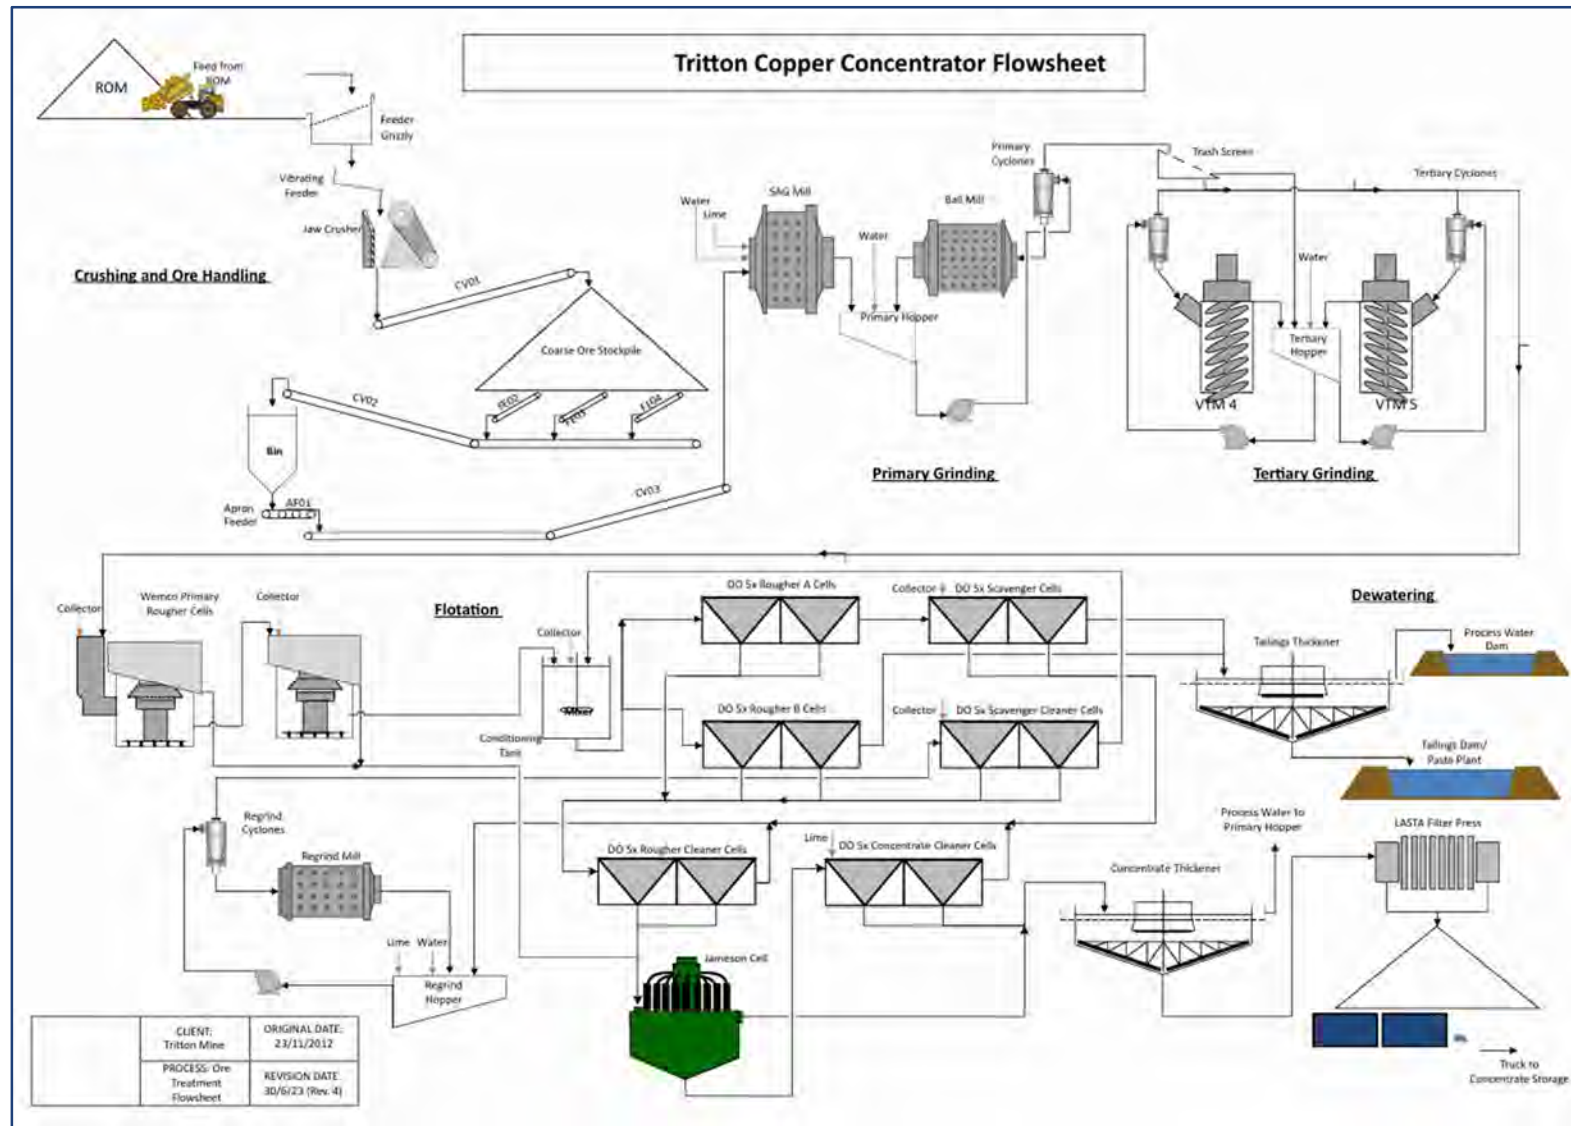 Tritton Copper Concentrator Flowsheet
ROM
Feed from
ROM
Feeder
Grizzly
Vibrating
Feeder
Jaw Crusher
Crushing and Ore Handling
CV01
Coarse Ore Stockpile
FE02
FE03
FE04
CV02
Bin
Apron
Feeder
AF01
CV03
Water
Lime
SAG Mill
Water
Ball Mill
Primary Hopper
Primary
Cyclones
Primary Grinding
Trash Screen
Tertiary Cyclones
Water
Tertiary
Hopper
VTM 4
VTM 5
Tertiary Grinding
Collector
Wemco Primary
Rougher Cells
Collector
Flotation
Collector
Mixer
Conditioning
Tank
DO 5x Rougher A Cells
Collector
DO 5x Scavenger Cells
DO 5x Rougher B Cells
Collector
DO 5x Scavenger Cleaner Cells
Dewatering
Tailings Thickener
Process Water
Dam
Tailings Dam/
Paste Plant
Regrind
Cyclones
Regrind Mill
Lime
Water
Regrind
Hopper
DO 5x Rougher Cleaner Cells
Lime
DO 5x Concentrate Cleaner Cells
Jameson Cell
Process Water to
Primary Hopper
Concentrate Thickener
LASTA Filter Press
Truck to
Concentrate Storage
CLIENT:
Tritton Mine
ORIGINAL DATE:
23/11/2012
PROCESS: Ore
Treatment
Flowsheet
REVISION DATE:
30/6/23 (Rev. 4)